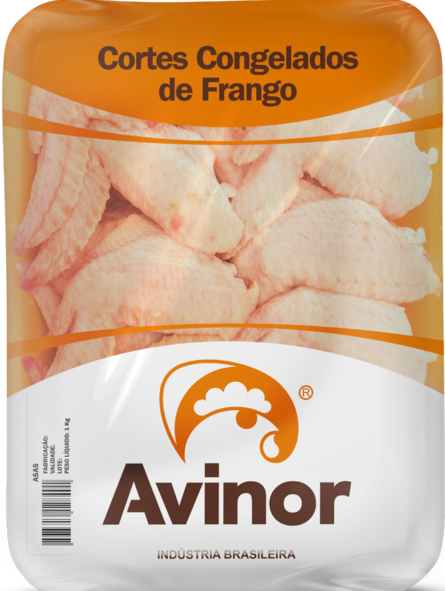 Cortes Congelados
de Frango
®
Avinor
INDÚSTRIA BRASILEIRA
ASAS
FABRICAÇÃO:
VALIDADE:
LOTE:
PESO LÍQUIDO: 1 Kg